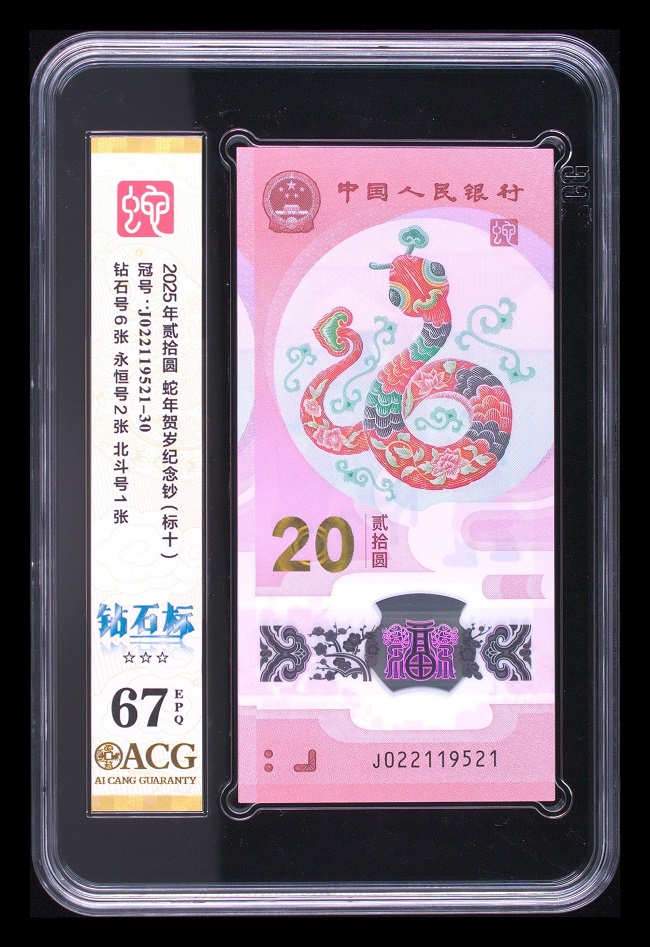 蛇
2025年贰拾圆 蛇年贺岁纪念钞（标十）
冠号：J022119521-30
钻石号6张 永恒号2张 北斗号1张
钻石标
☆☆☆
67 EPQ
ACG
AI CANG GUARANTY
中国人民银行
蛇
20 贰拾圆
福
J022119521